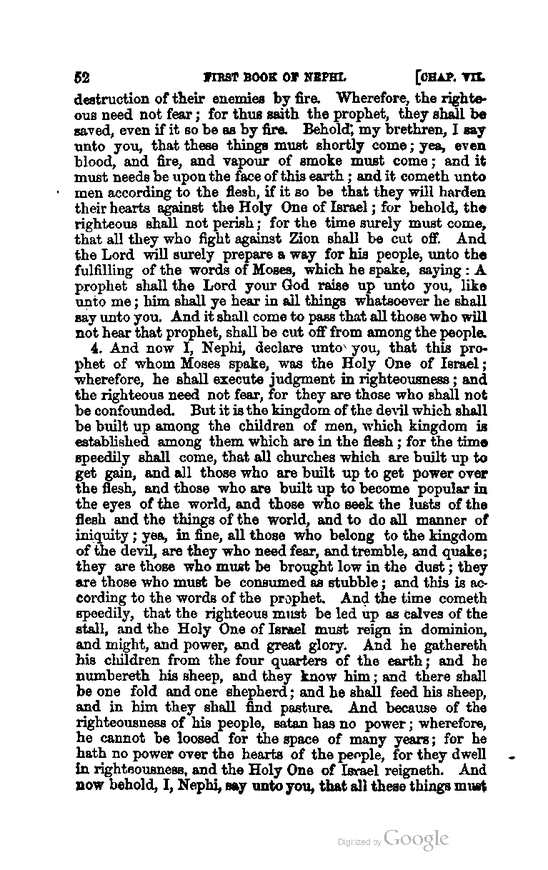 52 FIRST BOOK OF NEPHI. [CHAP. VII.
destruction of their enemies by fire. Wherefore, the righte-
ous need not fear; for thus saith the prophet, they shall be
saved, even if it so be as by fire. Behold, my brethren, I say
unto you, that these things must shortly come; yea, even
blood, and fire, and vapour of smoke must come; and it
must needs be upon the face of this earth; and it cometh unto
men according to the flesh, if it so be that they will harden
their hearts against the Holy One of Israel; for behold, the
righteous shall not perish; for the time surely must come,
that all they who fight against Zion shall be cut off. And
the Lord will surely prepare a way for his people, unto the
fulfilling of the words of Moses, which he spake, saying: A
prophet shall the Lord your God raise up unto you, like
unto me; him shall ye hear in all things whatsoever he shall
say unto you. And it shall come to pass that all those who will
not hear that prophet, shall be cut off from among the people.
4. And now I, Nephi, declare unto you, that this pro-
phet of whom Moses spake, was the Holy One of Israel;
wherefore, he shall execute judgment in righteousness; and
the righteous need not fear, for they are those who shall not
be confounded. But it is the kingdom of the devil which shall
be built up among the children of men, which kingdom is
established among them which are in the flesh; for the time
speedily shall come, that all churches which are built up to
get gain, and all those who are built up to get power over
the flesh, and those who are built up to become popular in
the eyes of the world, and those who seek the lusts of the
flesh and the things of the world, and to do all manner of
iniquity; yea, in fine, all those who belong to the kingdom
of the devil, are they who need fear, and tremble, and quake;
they are those who must be brought low in the dust; they
are those who must be consumed as stubble; and this is ac-
cording to the words of the prophet. And the time cometh
speedily, that the righteous must be led up as calves of the
stall, and the Holy One of Israel must reign in dominion,
and might, and power, and great glory. And he gathereth
his children from the four quarters of the earth; and he
numbereth his sheep, and they know him; and there shall
be one fold and one shepherd; and he shall feed his sheep,
and in him they shall find pasture. And because of the
righteousness of his people, satan has no power; wherefore,
he cannot be loosed for the space of many years; for he
hath no power over the hearts of the people, for they dwell
in righteousness, and the Holy One of Israel reigneth. And
now behold, I, Nephi, say unto you, that all these things must
Digitized by Google